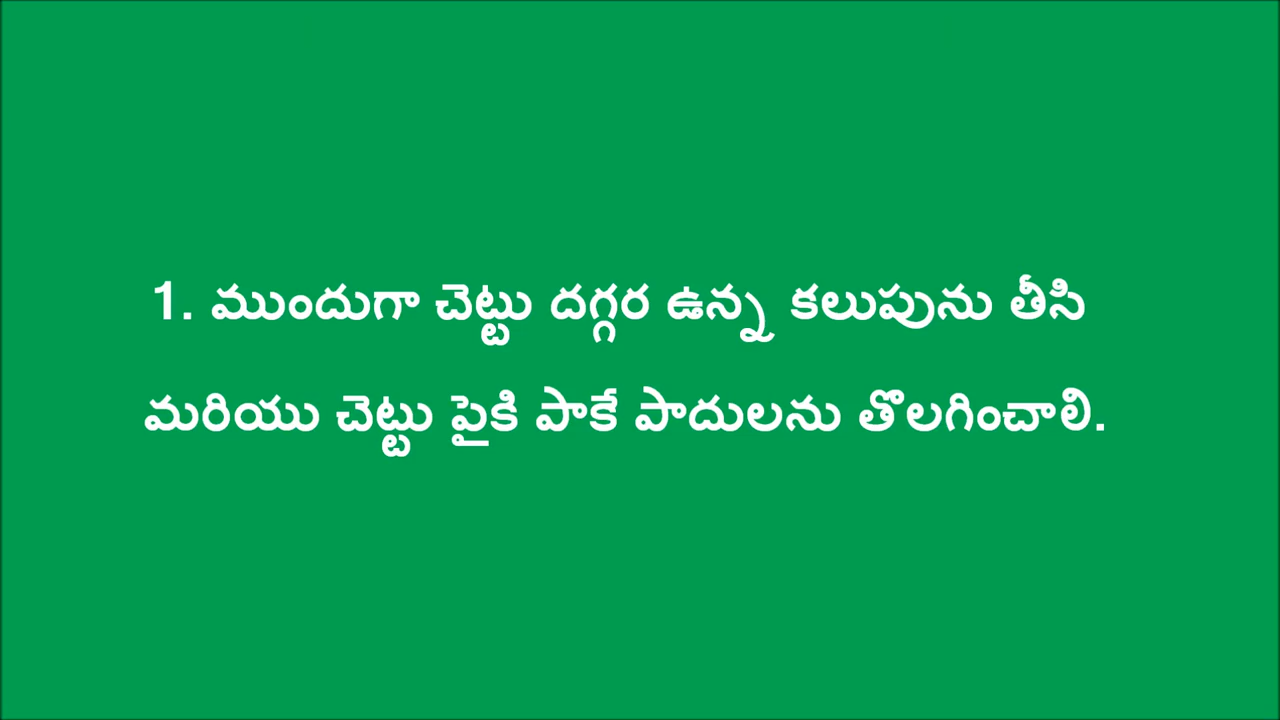 1. ముందుగా చెట్టు దగ్గర ఉన్న కలుపును తీసి
మరియు చెట్టు పైకి పాకే పాదులను తొలగించాలి.